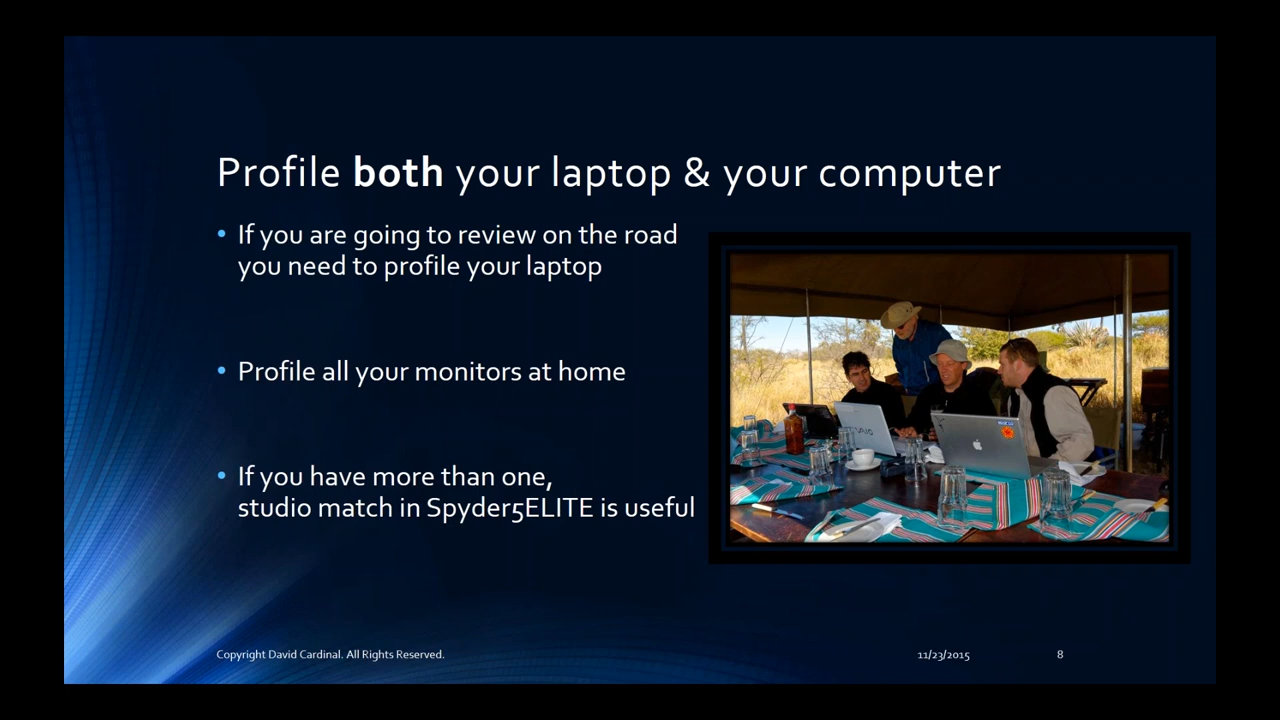 Profile both your laptop & your computer
• If you are going to review on the road
you need to profile your laptop
• Profile all your monitors at home
• If you have more than one,
studio match in Spyder5ELITE is useful
VAIO
Copyright David Cardinal. All Rights Reserved.
11/23/2015
8